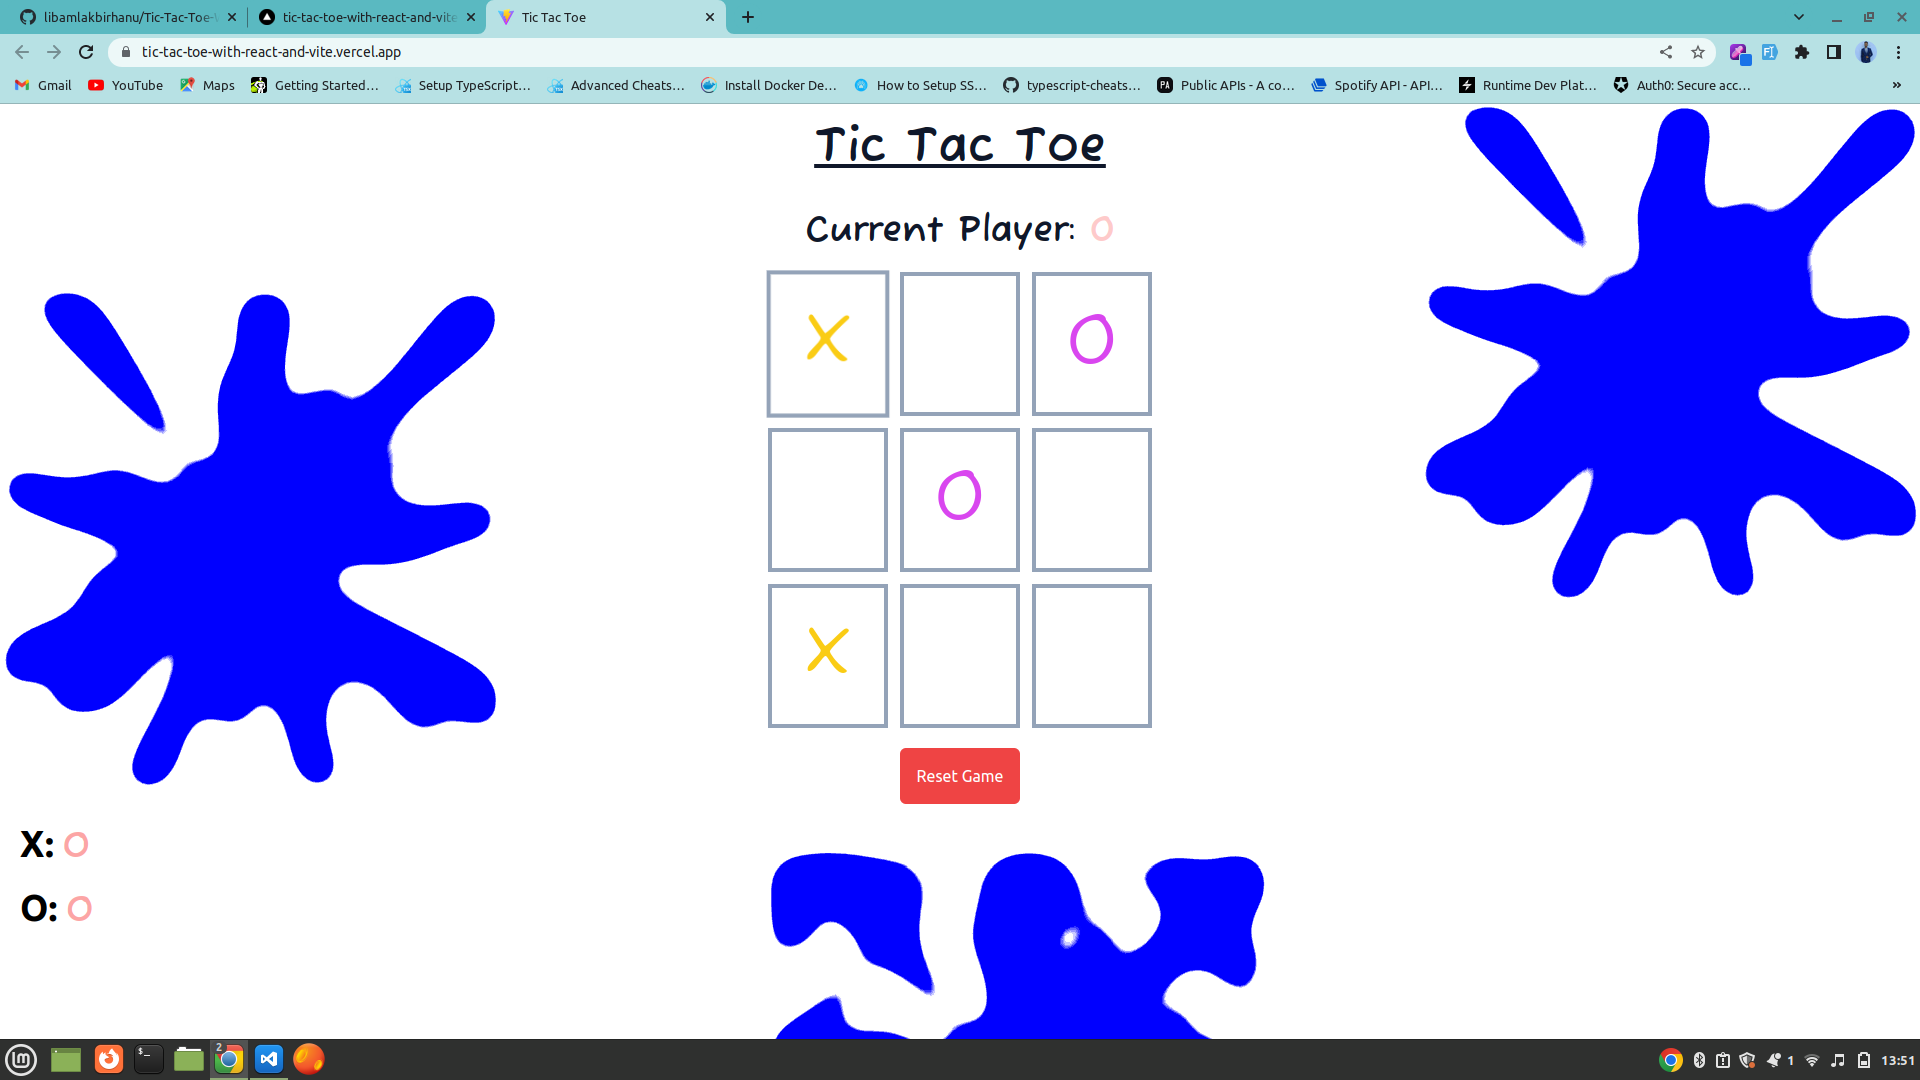 libamlakbirhanu/Tic-Tac-Toe-W
tic-tac-toe-with-react-and-vite
Tic Tac Toe
tic-tac-toe-with-react-and-vite.vercel.app
Gmail
YouTube
Maps
Getting Started...
Setup TypeScript...
Advanced Cheats...
Install Docker De...
How to Setup SS...
typescript-cheats...
Public APIs - A co...
Spotify API - API...
Runtime Dev Plat...
Auth0: Secure acc...
Tic Tac Toe
Current Player: O
X O
O
X
Reset Game
X: 0
O: 0
2
1 13:51